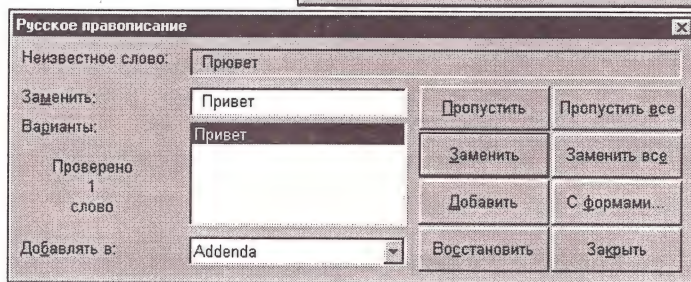 Русское правописание
Неизвестное слово: Прювет
Заменить: Привет
Варианты: Привет
Проверено
1
слово
Добавлять в: Addenda
Пропустить Пропустить все
Заменить Заменить все
Добавить С формами...
Восстановить Закрыть